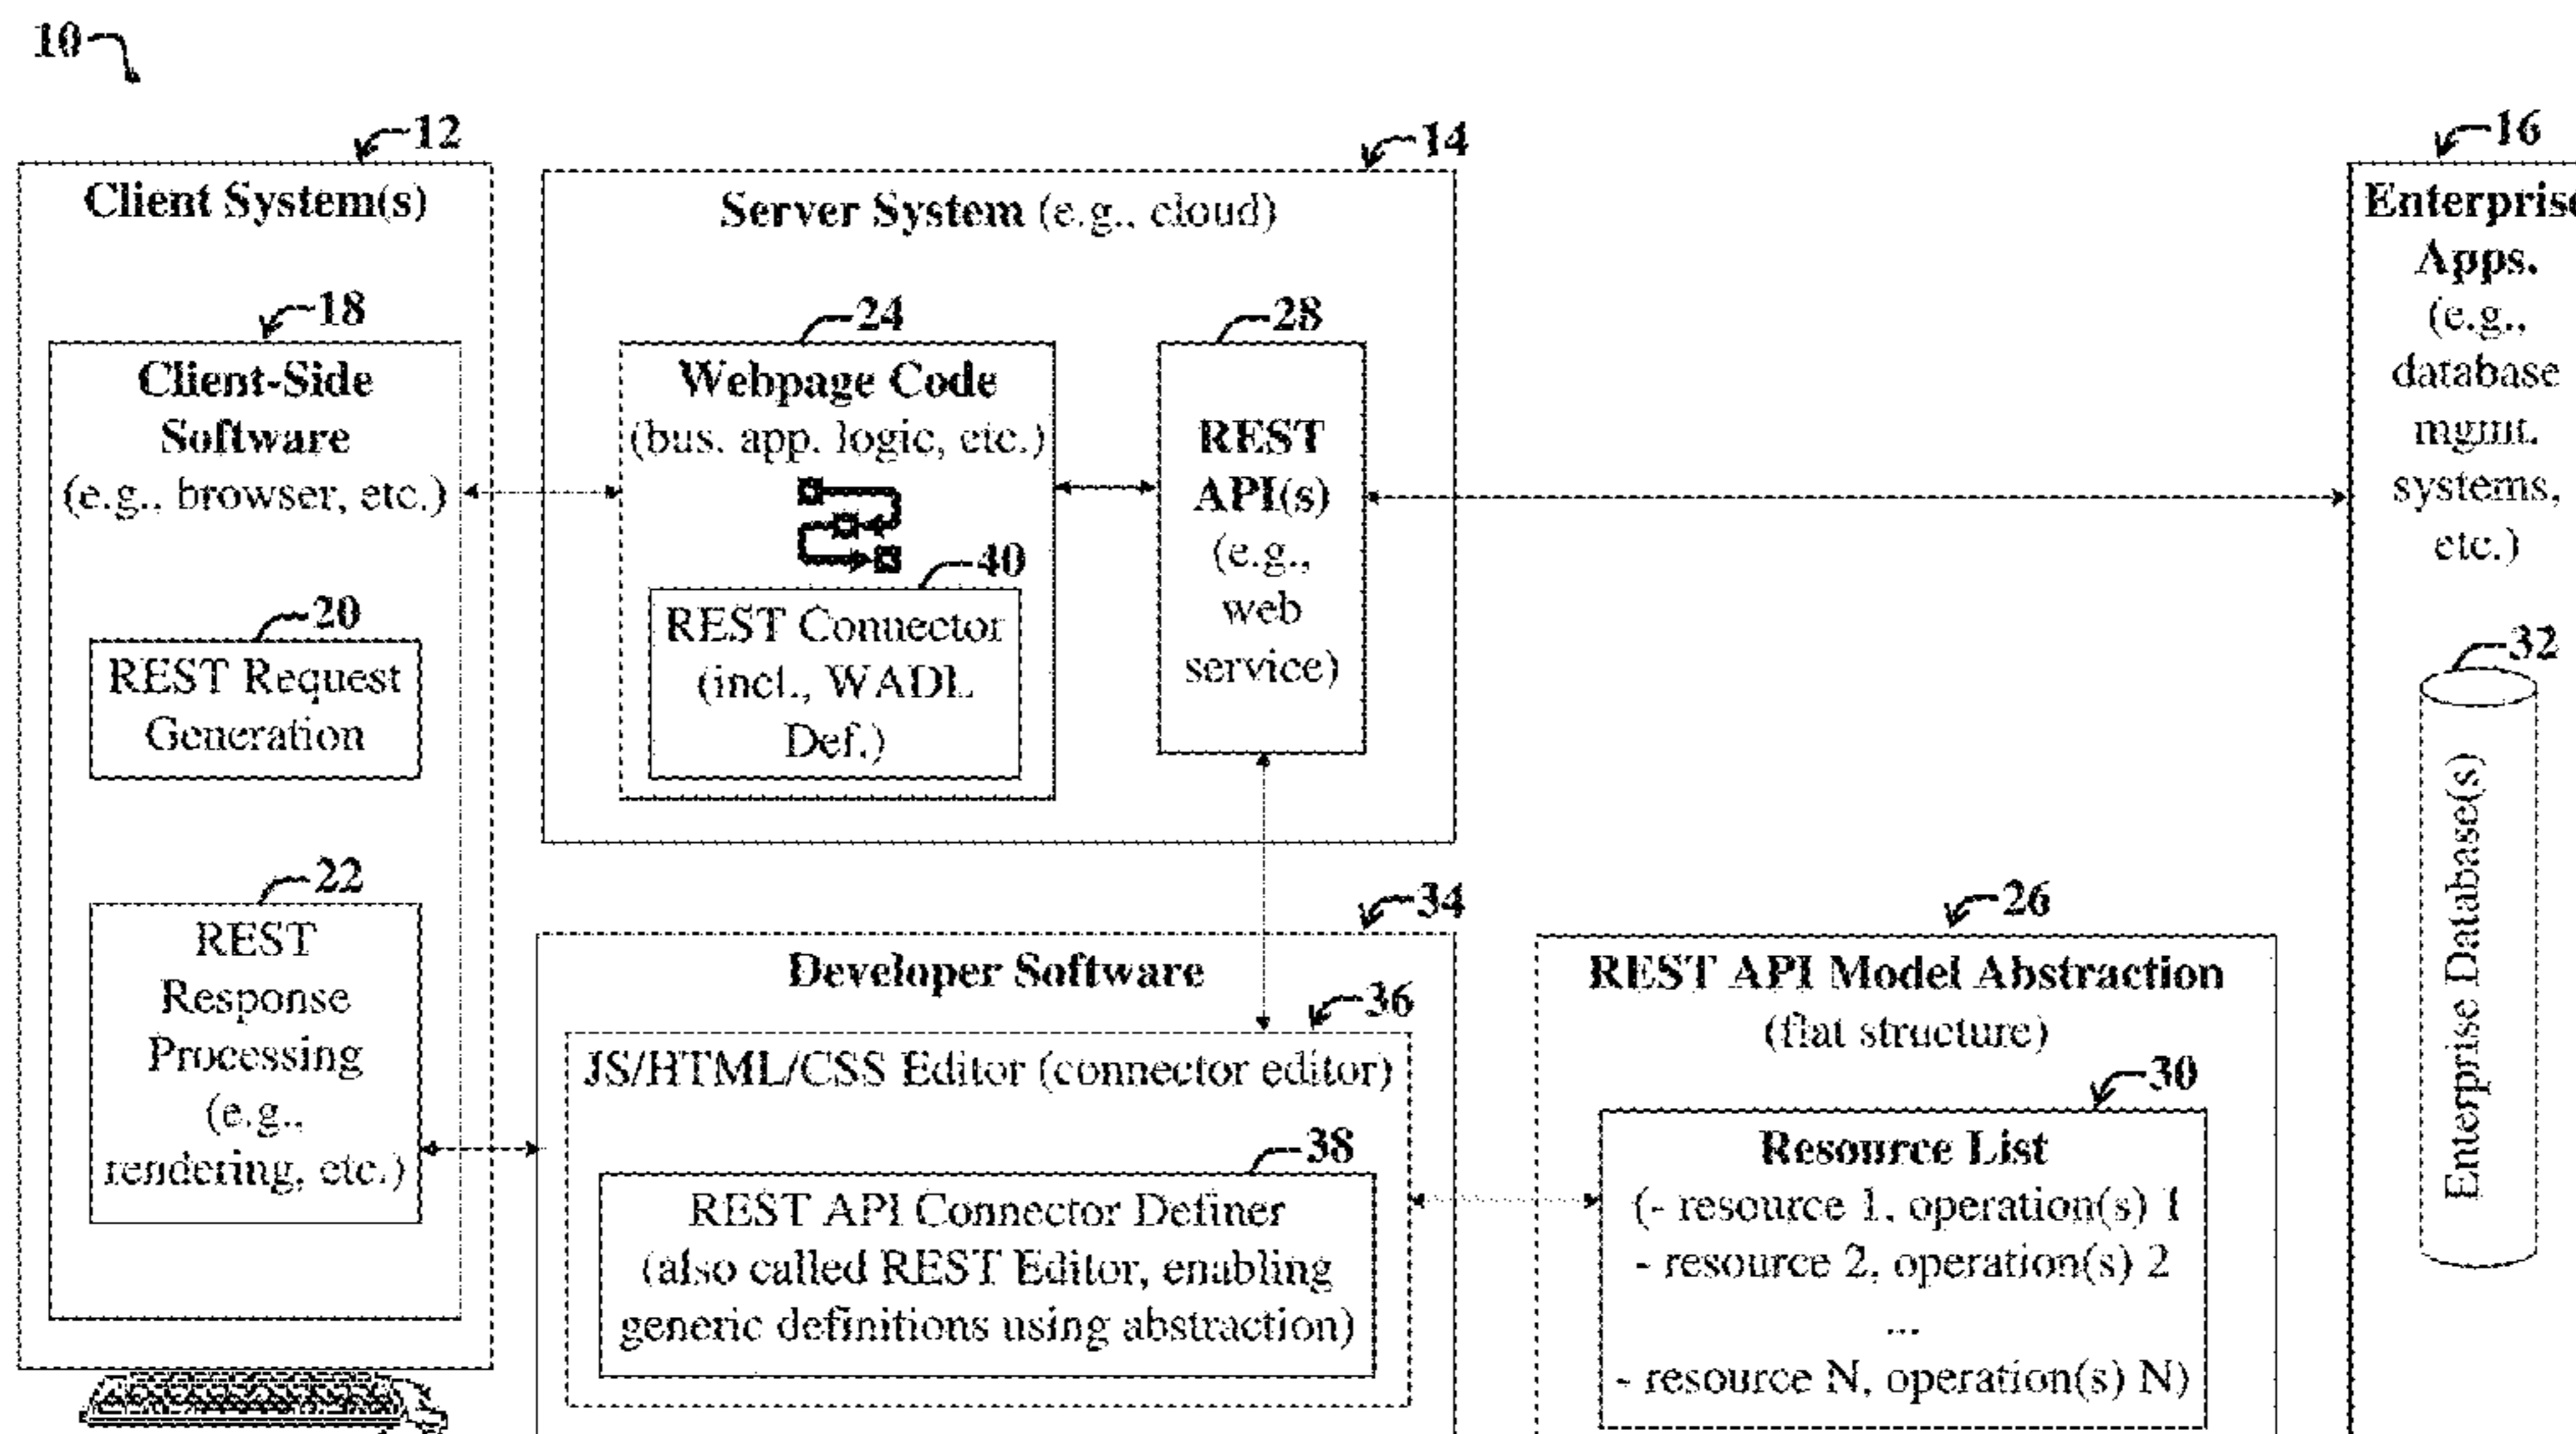 10
12
Client System(s)
18
Client-Side
Software
(e.g., browser, etc.)
20
REST Request
Generation
22
REST
Response
Processing
(e.g.,
rendering, etc.)
14
Server System (e.g., cloud)
24
Webpage Code
(bus. app. logic, etc.)
40
REST Connector
(incl., WADL
Def.)
28
REST
API(s)
(e.g.,
web
service)
34
Developer Software
36
JS/HTML/CSS Editor (connector editor)
38
REST API Connector Definer
(also called REST Editor, enabling
generic definitions using abstraction)
26
REST API Model Abstraction
(flat structure)
30
Resource List
(- resource 1, operation(s) 1
- resource 2, operation(s) 2
...
- resource N, operation(s) N)
16
Enterprise
Apps.
(e.g.,
database
mgmt.
systems,
etc.)
32
Enterprise Database(s)